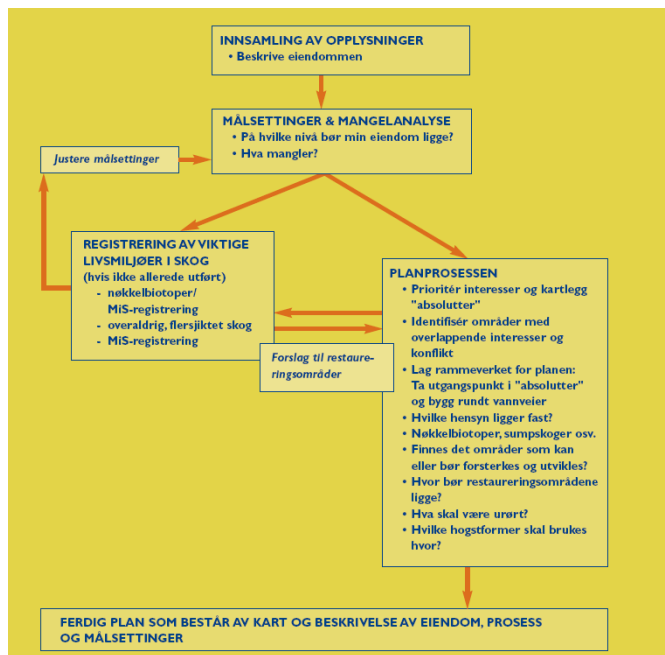 INNSAMLING AV OPPLYSNINGER
• Beskrive eiendommen
MÅLSETTINGER & MANGELANALYSE
• På hvilke nivå bør min eiendom ligge?
• Hva mangler?
Justere målsettinger
REGISTRERING AV VIKTIGE
LIVSMILJØER I SKOG
(hvis ikke allerede utført)
- nøkkelbiotoper/
MiS-registrering
- overaldrig, flersjiktet skog
- MiS-registrering
Forslag til restaure-
ringsområder
PLANPROSESSEN
• Prioritér interesser og kartlegg
"absolutter"
• Identifisér områder med
overlappende interesser og
konflikt
• Lag rammeverket for planen:
Ta utgangspunkt i "absolutter"
og bygg rundt vannveier
• Hvilke hensyn ligger fast?
• Nøkkelbiotoper, sumpskoger osv.
• Finnes det områder som kan
eller bør forsterkes og utvikles?
• Hvor bør restaureringsområdene
ligge?
• Hva skal være urørt?
• Hvilke hogstformer skal brukes
hvor?
FERDIG PLAN SOM BESTÅR AV KART OG BESKRIVELSE AV EIENDOM, PROSESS
OG MÅLSETTINGER